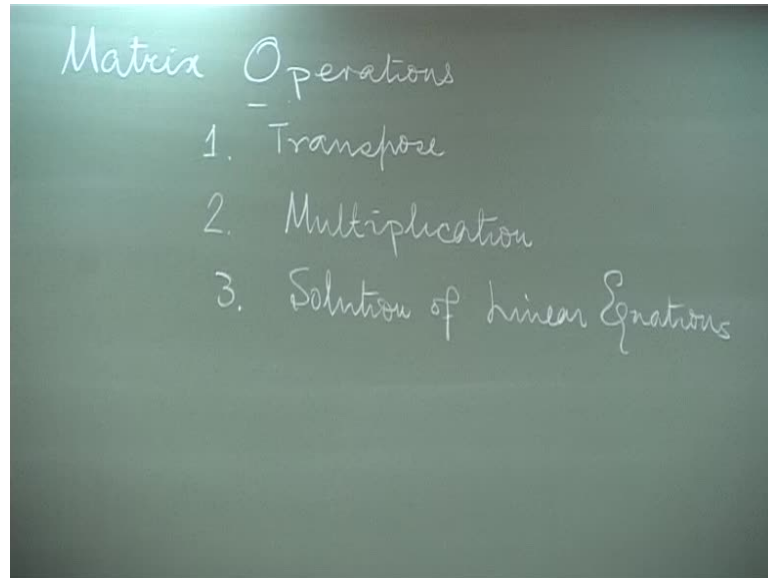 Matrix Operations
1. Transpose
2. Multiplication
3. Solution of Linear Equations